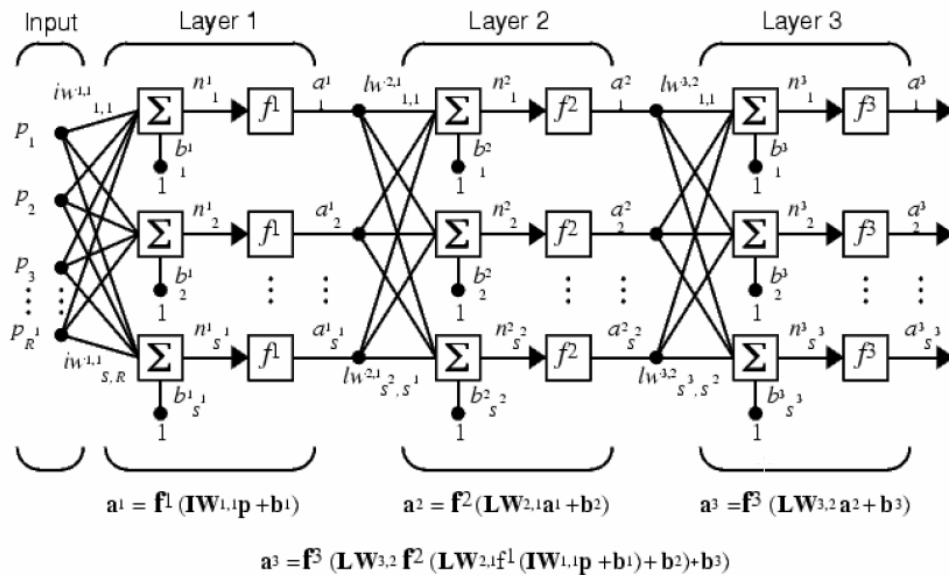 Input Layer 1 Layer 2 Layer 3
iw1,1 1,1 n1 1 a1 1 lw2,1 1,1 n2 1 a2 1 lw3,2 1,1 n3 1 a3 1
Σ f1 Σ f2 Σ f3
p1 b1 1 b2 1 b3 1
1 1 1
p2 n1 2 a1 2 n2 2 a2 2 n3 2 a3 2
Σ f1 Σ f2 Σ f3
p3 b1 2 b2 2 b3 2
1 1 1
pR1 n1 s1 a1 s1 n2 s2 a2 s2 n3 s3 a3 s3
Σ f1 Σ f2 Σ f3
iw1,1 s,R b1 s1 lw2,1 s2,s1 b2 s2 lw3,2 s3,s2 b3 s3
1 1 1
a1 = f1 (IW1,1p +b1) a2 = f2 (LW2,1a1 +b2) a3 =f3 (LW3,2 a2 +b3)
a3 =f3 (LW3,2 f2 (LW2,1f1 (IW1,1p +b1)+ b2)+b3)